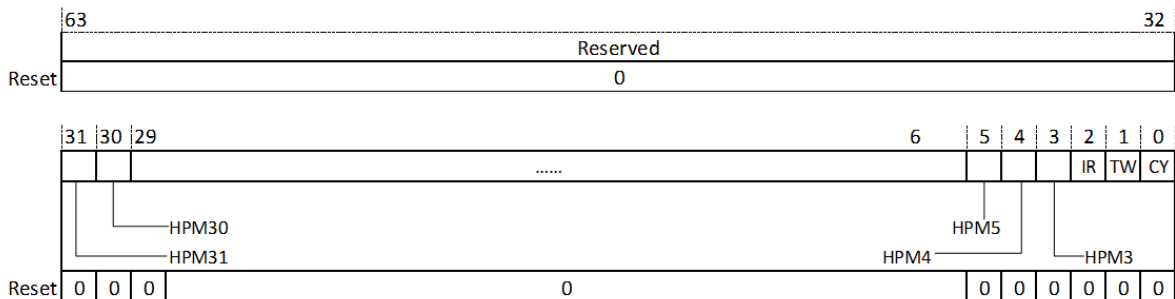 63 32
Reserved
Reset 0
31 30 29 6 5 4 3 2 1 0
...... IR TW CY
HPM30 HPM5
HPM31 HPM4 HPM3
Reset 0 0 0 0 0 0 0 0 0 0